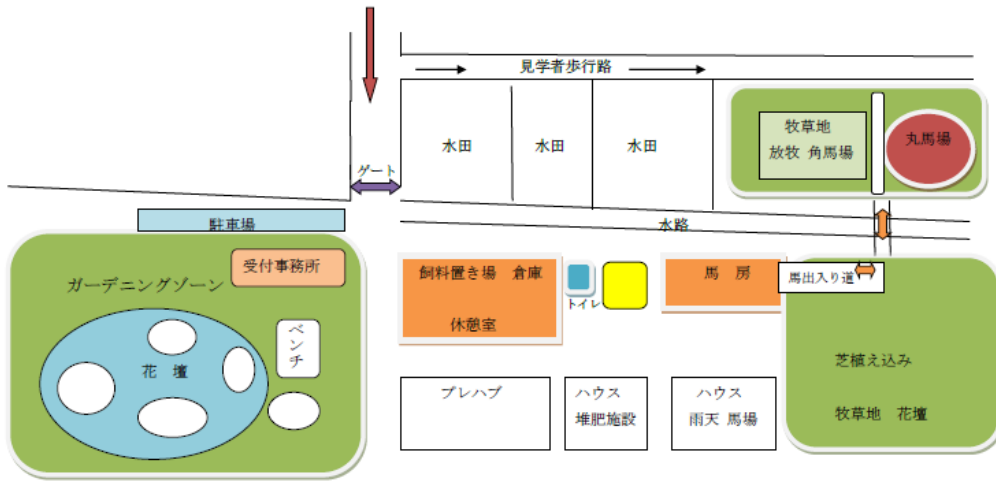 見学者歩行路
水田
水田
水田
牧草地
放牧 角馬場
丸馬場
ゲート
水路
駐車場
受付事務所
ガーデニングゾーン
飼料置き場 倉庫
休憩室
トイレ
馬 房
馬出入り道
ベンチ
花 壇
芝植え込み
牧草地 花壇
プレハブ
ハウス
堆肥施設
ハウス
雨天 馬場